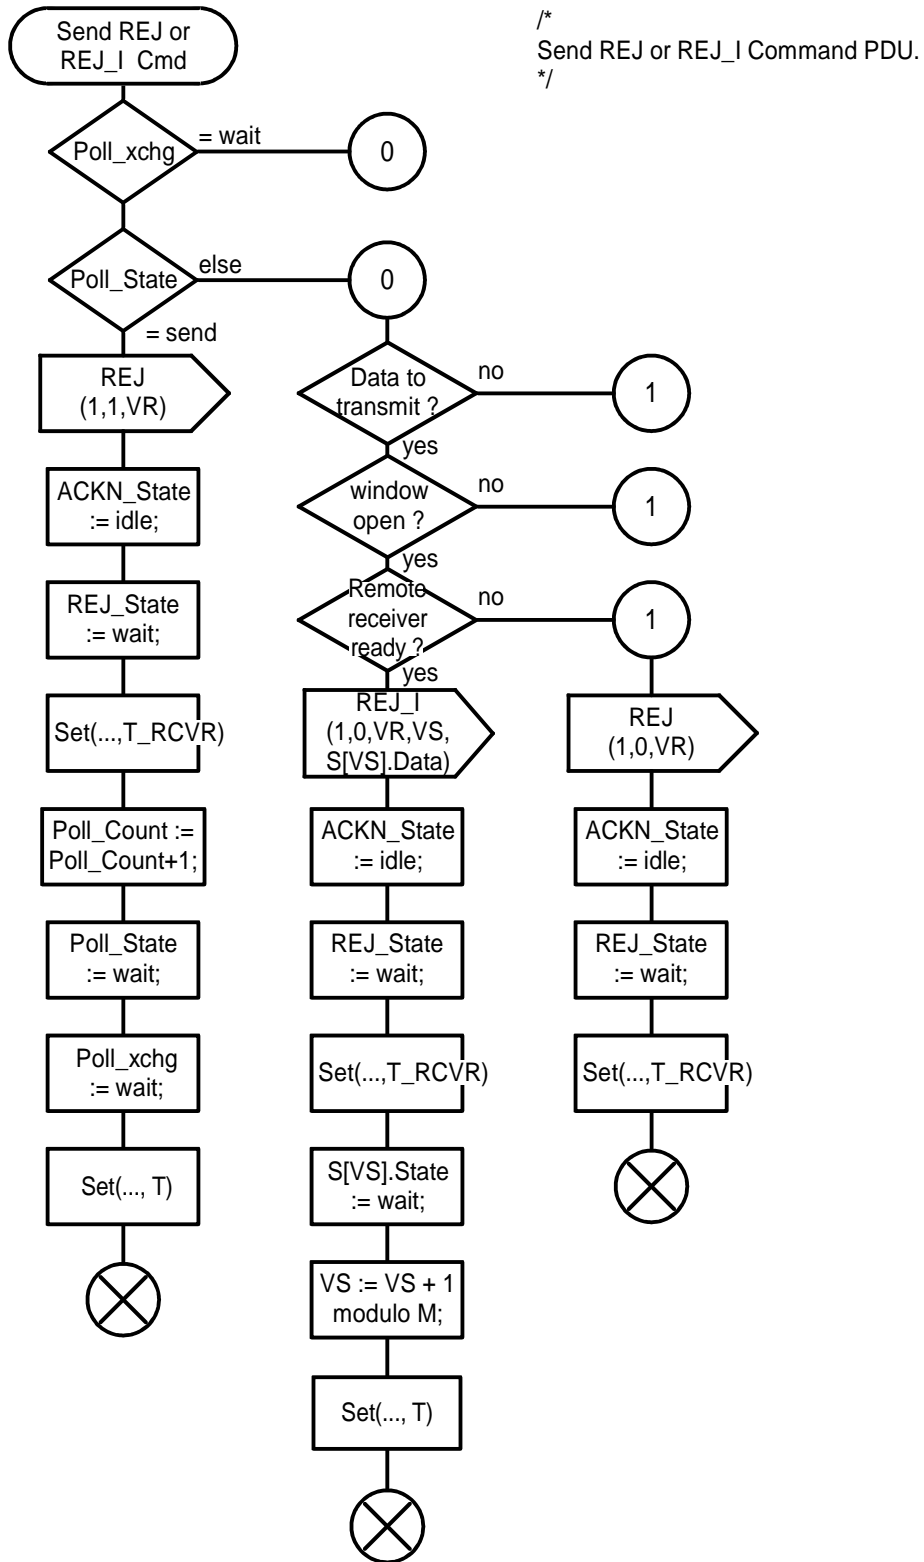 Send REJ or
REJ_I  Cmd
/*
Send REJ or REJ_I Command PDU.
*/
Poll_xchg
= wait
0
Poll_State
else
0
= send
REJ
(1,1,VR)
ACKN_State
:= idle;
REJ_State
:= wait;
Set(...,T_RCVR)
Poll_Count :=
Poll_Count+1;
Poll_State
:= wait;
Poll_xchg
:= wait;
Set(..., T)
Data to
transmit ?
no
1
yes
window
open ?
no
1
yes
Remote
receiver
ready ?
no
1
yes
REJ_I
(1,0,VR,VS,
S[VS].Data)
ACKN_State
:= idle;
REJ_State
:= wait;
Set(...,T_RCVR)
S[VS].State
:= wait;
VS := VS + 1
modulo M;
Set(..., T)
REJ
(1,0,VR)
ACKN_State
:= idle;
REJ_State
:= wait;
Set(...,T_RCVR)